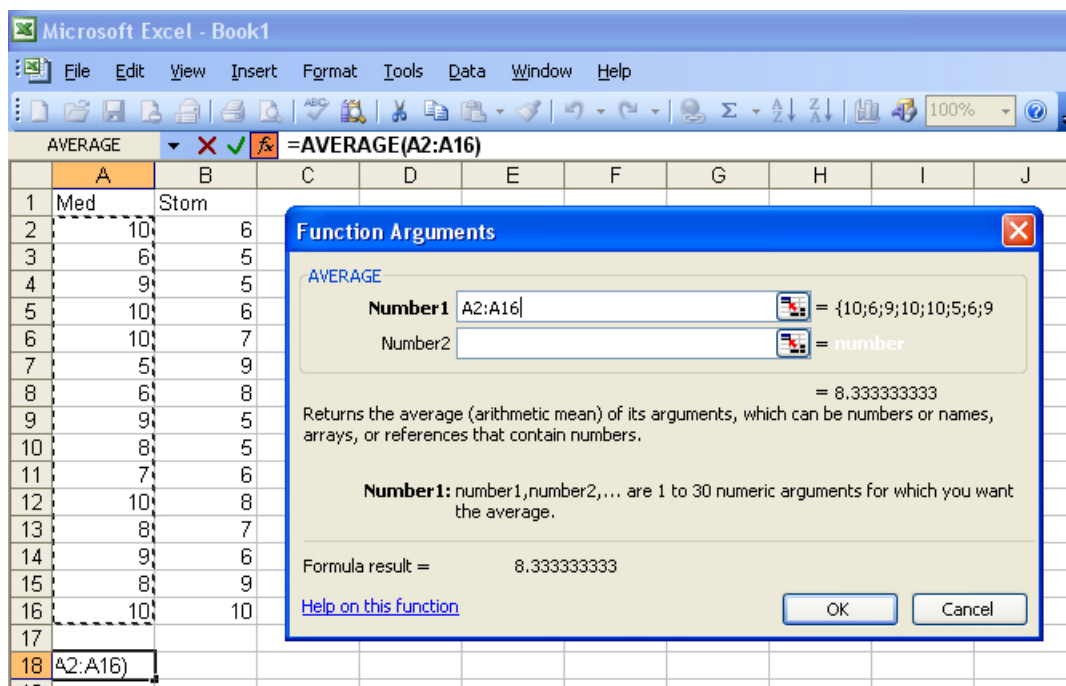 Microsoft Excel - Book1
File Edit View Insert Format Tools Data Window Help
ABC Σ A Z Z A 100% ?
AVERAGE fx =AVERAGE(A2:A16)
A B C D E F G H I J
1 Med Stom
2 10 6
3 6 5
4 9 5
5 10 6
6 10 7
7 5 9
8 6 8
9 9 5
10 8 5
11 7 6
12 10 8
13 8 7
14 9 6
15 8 9
16 10 10
17
18 A2:A16)
Function Arguments
AVERAGE
Number1 A2:A16 = {10;6;9;10;10;5;6;9
Number2 = number
= 8.333333333
Returns the average (arithmetic mean) of its arguments, which can be numbers or names,
arrays, or references that contain numbers.
Number1: number1,number2,... are 1 to 30 numeric arguments for which you want
the average.
Formula result = 8.333333333
Help on this function OK Cancel